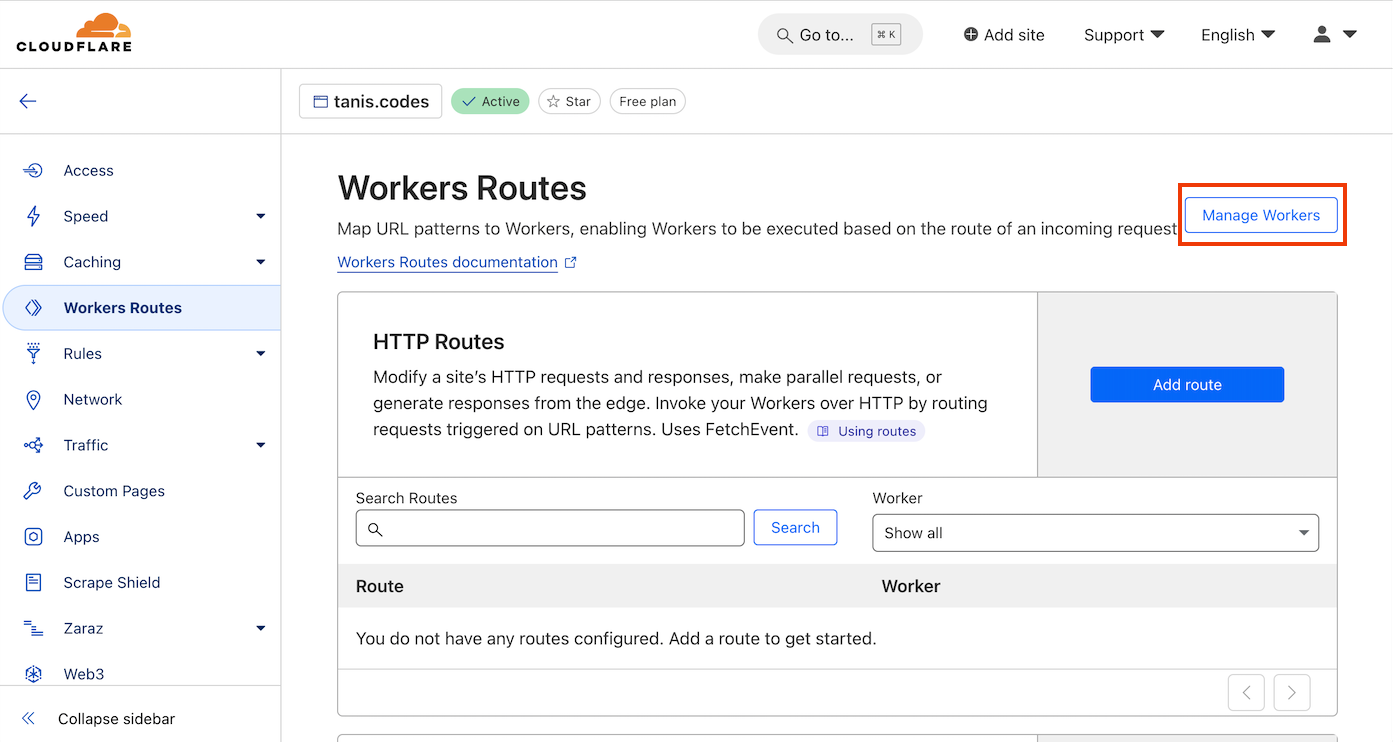 CLOUDFLARE
Go to... ⌘ K
Add site
Support
English
tanis.codes
Active
Star
Free plan
Access
Speed
Caching
Workers Routes
Rules
Network
Traffic
Custom Pages
Apps
Scrape Shield
Zaraz
Web3
Collapse sidebar
Workers Routes
Map URL patterns to Workers, enabling Workers to be executed based on the route of an incoming request
Manage Workers
Workers Routes documentation
HTTP Routes
Modify a site’s HTTP requests and responses, make parallel requests, or
generate responses from the edge. Invoke your Workers over HTTP by routing
requests triggered on URL patterns. Uses FetchEvent. Using routes
Add route
Search Routes
Search
Worker
Show all
Route Worker
You do not have any routes configured. Add a route to get started.